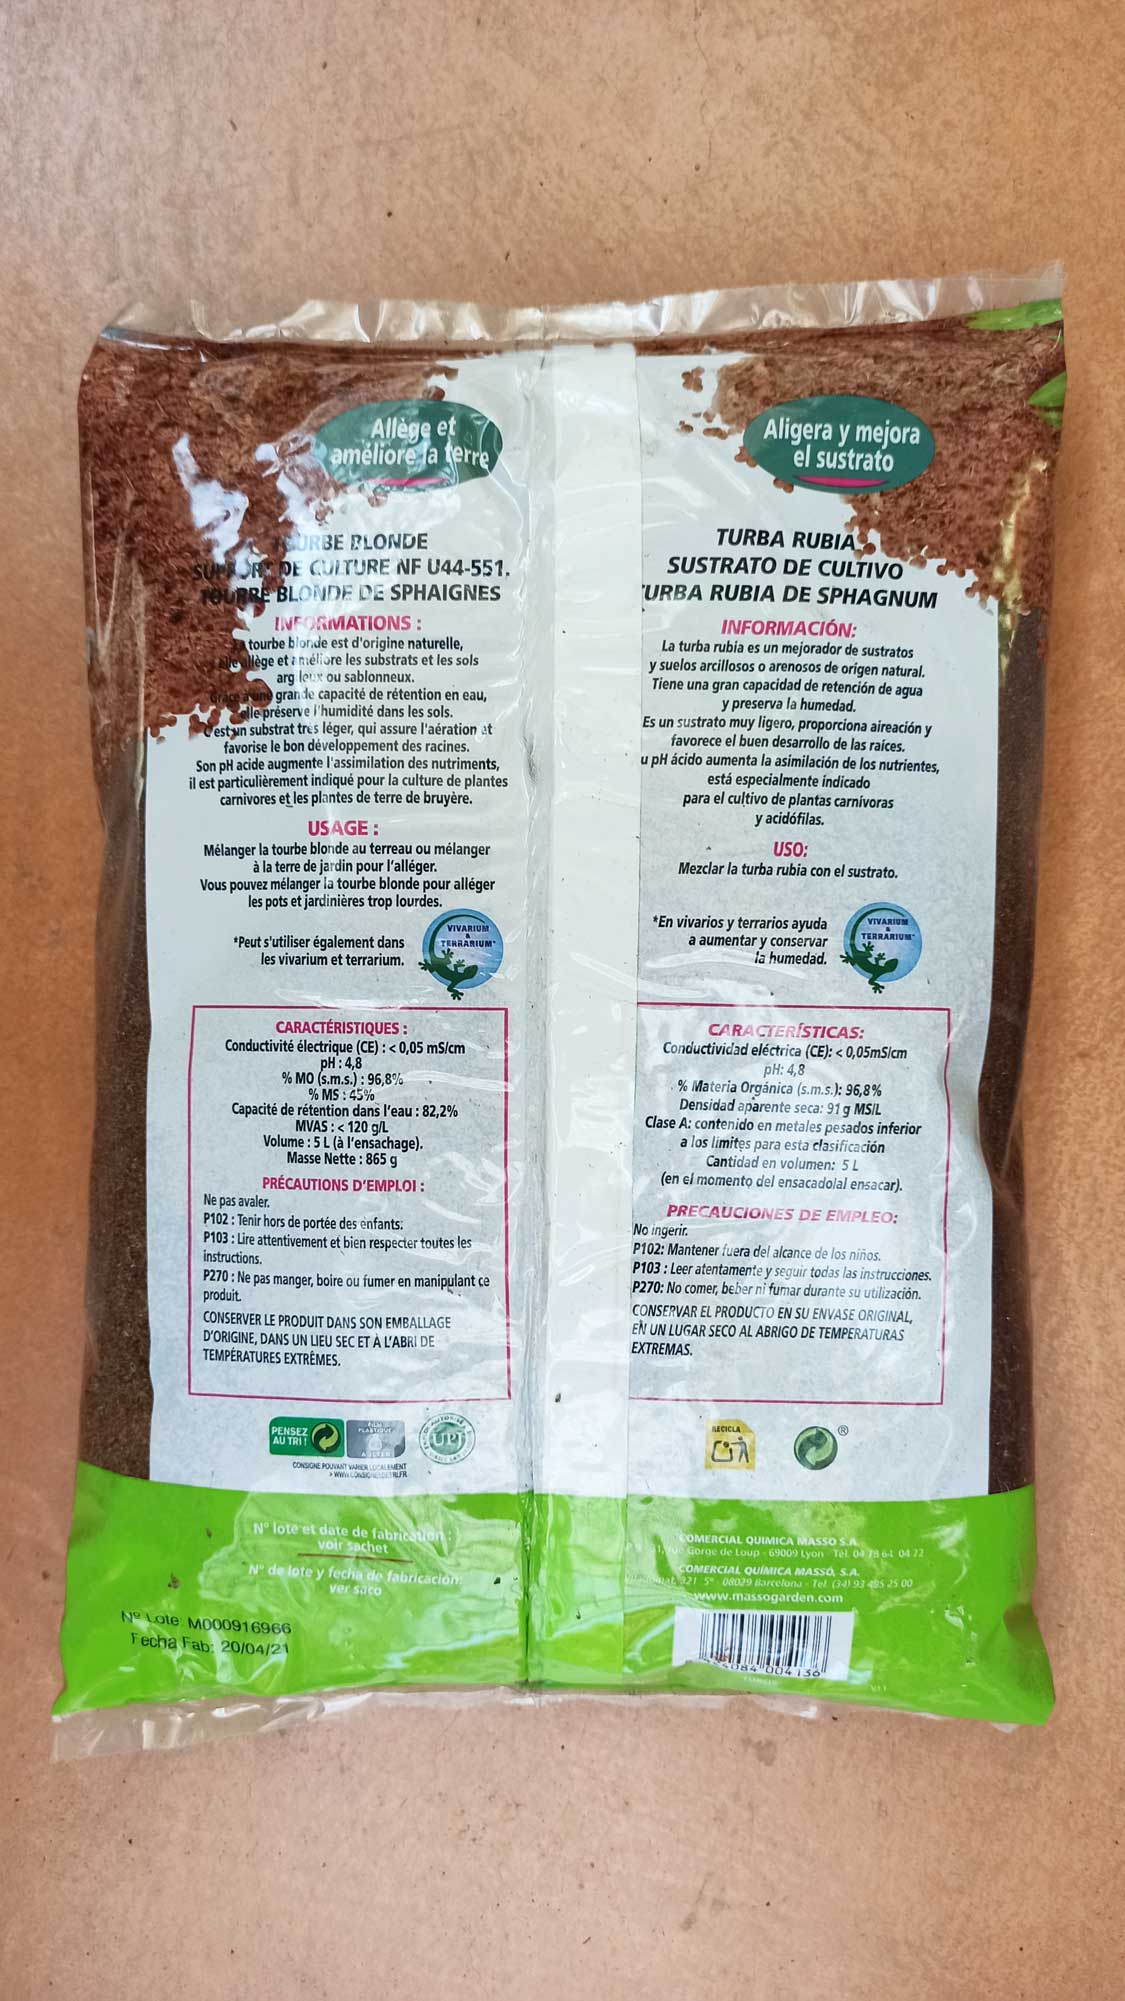 Allège et
améliore la terre
TOURBE BLONDE
SUPPORT DE CULTURE NF U44-551.
TOURBE BLONDE DE SPHAIGNES
INFORMATIONS :
tourbe blonde est d'origine naturelle,
elle allège et améliore les substrats et les sols
argileux ou sablonneux.
Grâce à une grande capacité de rétention en eau,
elle préserve l'humidité dans les sols.
C'est un substrat très léger, qui assure l'aération et
favorise le bon développement des racines.
Son pH acide augmente l'assimilation des nutriments,
il est particulièrement indiqué pour la culture de plantes
carnivores et les plantes de terre de bruyère.
USAGE :
Mélanger la tourbe blonde au terreau ou mélanger
à la terre de jardin pour l'alléger.
Vous pouvez mélanger la tourbe blonde pour alléger
les pots et jardinières trop lourdes.
*Peut s'utiliser également dans
les vivarium et terrarium.
VIVARIUM
&
TERRARIUM*
CARACTÉRISTIQUES :
Conductivité électrique (CE) : < 0,05 mS/cm
pH : 4,8
% MO (s.m.s.) : 96,8%
% MS : 45%
Capacité de rétention dans l'eau : 82,2%
MVAS : < 120 g/L
Volume : 5 L (à l'ensachage).
Masse Nette : 865 g
PRÉCAUTIONS D'EMPLOI :
Ne pas avaler.
P102 : Tenir hors de portée des enfants.
P103 : Lire attentivement et bien respecter toutes les
instructions.
P270 : Ne pas manger, boire ou fumer en manipulant ce
produit.
CONSERVER LE PRODUIT DANS SON EMBALLAGE
D'ORIGINE, DANS UN LIEU SEC ET À L'ABRI DE
TEMPÉRATURES EXTRÊMES.
PENSEZ
AU TRI !
FILM
PLASTIQUE
À JETER
CONSIGNE POUVANT VARIER LOCALEMENT
> WWW.CONSIGNESDETRI.FR
UPJ
N° lote et date de fabrication :
voir sachet
N° de lote y fecha de fabricación:
ver saco
Nº Lote: M000916966
Fecha Fab: 20/04/21
Aligera y mejora
el sustrato
TURBA RUBIA
SUSTRATO DE CULTIVO
TURBA RUBIA DE SPHAGNUM
INFORMACIÓN:
La turba rubia es un mejorador de sustratos
y suelos arcillosos o arenosos de origen natural.
Tiene una gran capacidad de retención de agua
y preserva la humedad.
Es un sustrato muy ligero, proporciona aireación y
favorece el buen desarrollo de las raíces.
u pH ácido aumenta la asimilación de los nutrientes,
está especialmente indicado
para el cultivo de plantas carnívoras
y acidófilas.
USO:
Mezclar la turba rubia con el sustrato.
*En vivarios y terrarios ayuda
a aumentar y conservar
la humedad.
VIVARIUM
&
TERRARIUM*
CARACTERÍSTICAS:
Conductividad eléctrica (CE): < 0,05mS/cm
pH: 4,8
% Materia Orgánica (s.m.s.): 96,8%
Densidad aparente seca: 91 g MS/L
Clase A: contenido en metales pesados inferior
a los límites para esta clasificación
Cantidad en volumen: 5 L
(en el momento del ensacado/al ensacar).
PRECAUCIONES DE EMPLEO:
No ingerir.
P102: Mantener fuera del alcance de los niños.
P103 : Leer atentamente y seguir todas las instrucciones.
P270: No comer, beber ni fumar durante su utilización.
CONSERVAR EL PRODUCTO EN SU ENVASE ORIGINAL,
EN UN LUGAR SECO AL ABRIGO DE TEMPERATURAS
EXTREMAS.
RECICLA
®
COMERCIAL QUIMICA MASSO S.A.
Gorge de Loup - 69009 Lyon - Tél. 04 78 64 04 22
COMERCIAL QUÍMICA MASSÓ, S.A.
321 5º - 08029 Barcelona - Tel. (34) 93 495 25 00
www.massogarden.com
004136